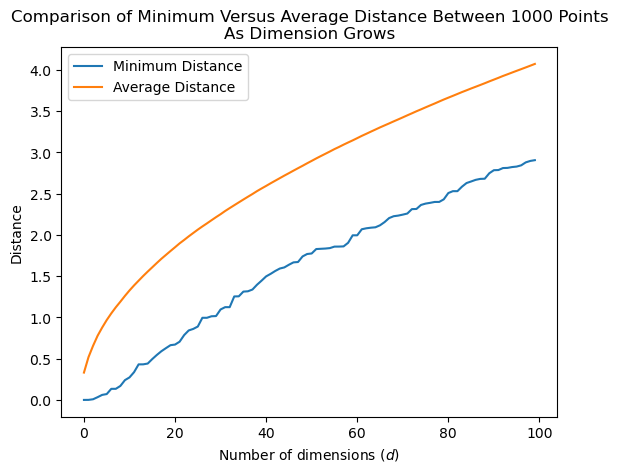 Comparison of Minimum Versus Average Distance Between 1000 Points
As Dimension Grows
Minimum Distance
Average Distance
4.0
3.5
3.0
2.5
2.0
1.5
1.0
0.5
0.0
Distance
0 20 40 60 80 100
Number of dimensions (d)